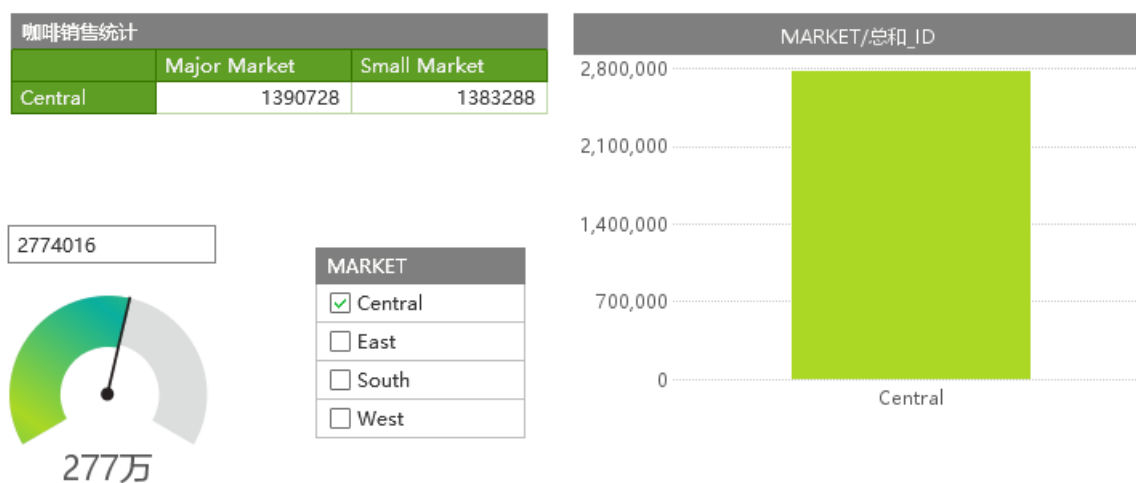 咖啡销售统计
Major Market Small Market
Central 1390728 1383288
2774016
277万
MARKET
Central
East
South
West
MARKET/总和_ID
2,800,000
2,100,000
1,400,000
700,000
0
Central